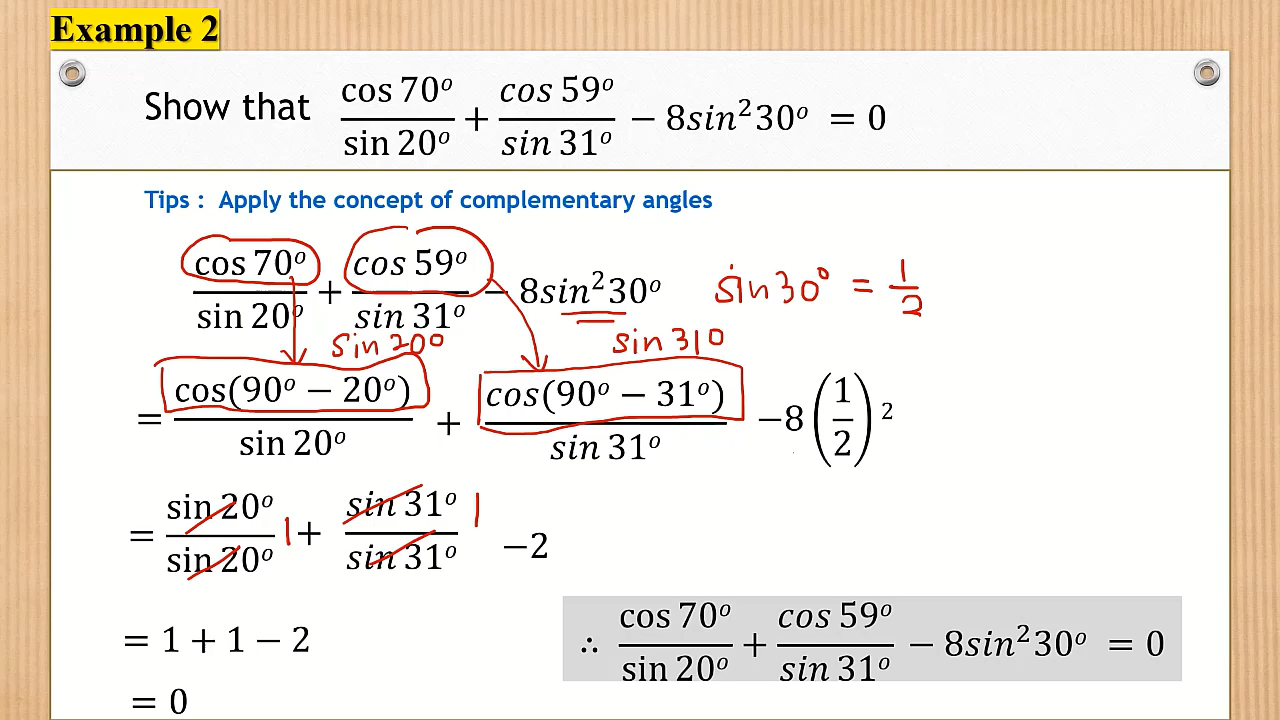 Example 2
Show that cos 70° / sin 20° + cos 59° / sin 31° − 8sin²30° = 0
Tips : Apply the concept of complementary angles
cos 70° / sin 20° + cos 59° / sin 31° − 8sin²30° sin 30° = 1/2
sin 20° sin 31°
= cos(90° − 20°) / sin 20° + cos(90° − 31°) / sin 31° −8(1/2)²
= sin 20° / sin 20° 1 + sin 31° / sin 31° 1 −2
= 1 + 1 − 2
= 0
∴ cos 70° / sin 20° + cos 59° / sin 31° − 8sin²30° = 0